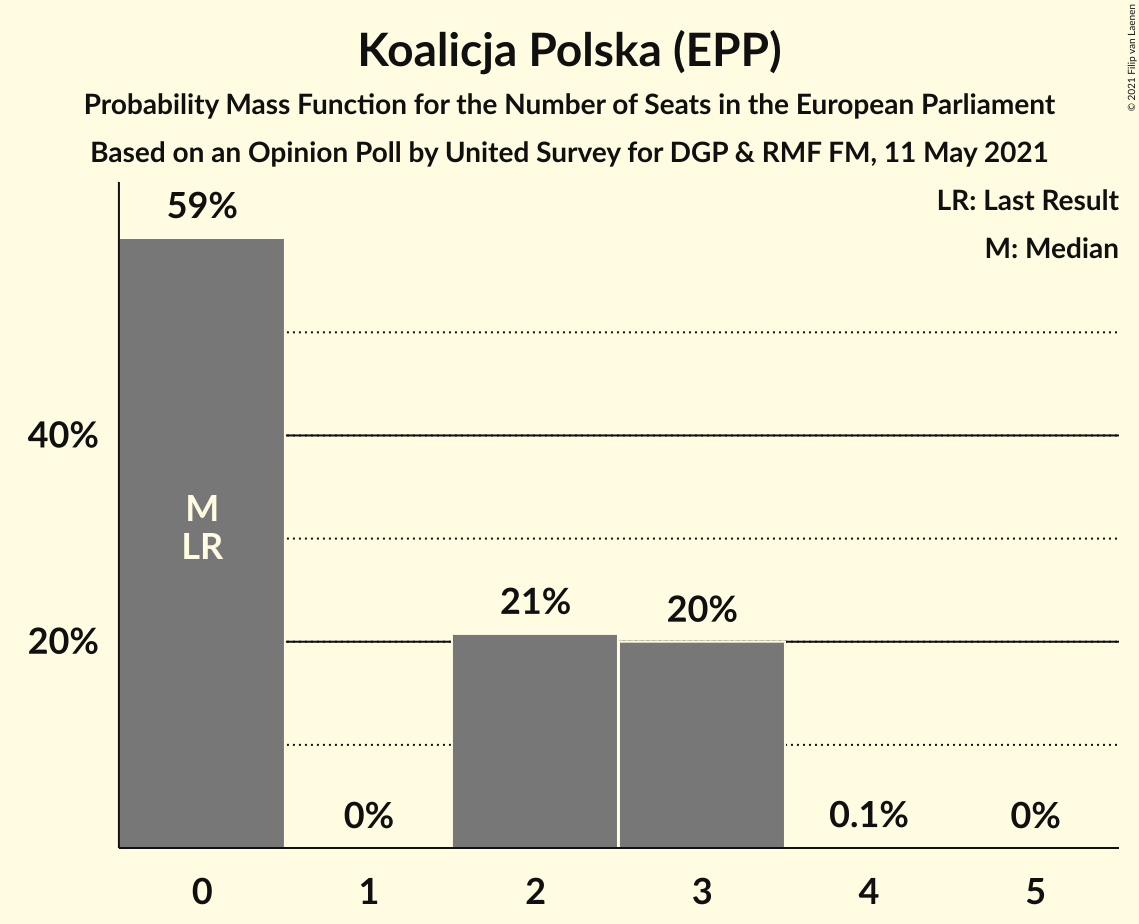 Koalicja Polska (EPP)
Probability Mass Function for the Number of Seats in the European Parliament
Based on an Opinion Poll by United Survey for DGP & RMF FM, 11 May 2021
© 2021 Filip van Laenen
LR: Last Result
M: Median
59%
40%
M
LR
21%
20%
20%
0%
0.1%
0%
0
1
2
3
4
5